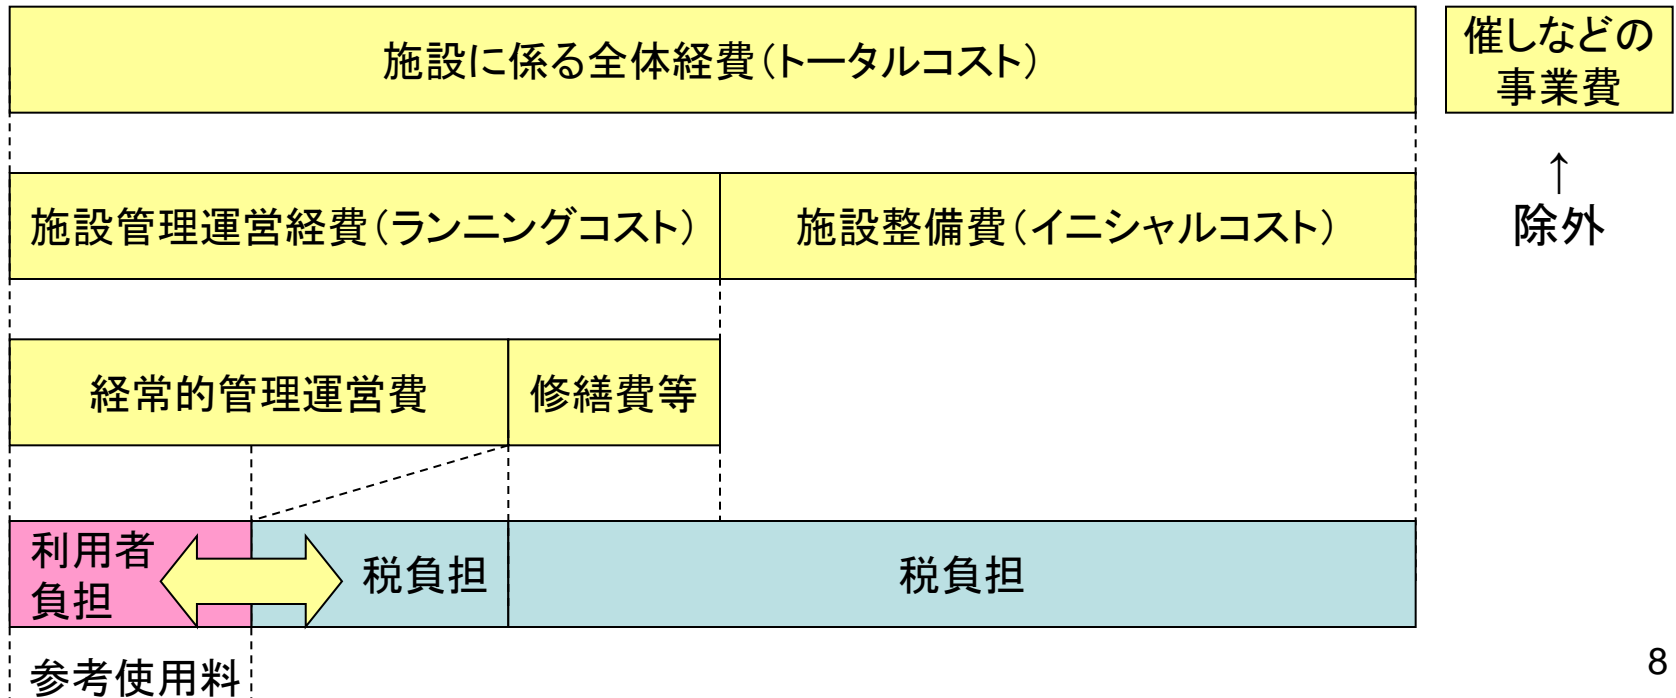 施設に係る全体経費（トータルコスト）
催しなどの
事業費
↑
除外
施設管理運営経費（ランニングコスト）
施設整備費（イニシャルコスト）
経常的管理運営費
修繕費等
利用者
負担
税負担
税負担
参考使用料
8